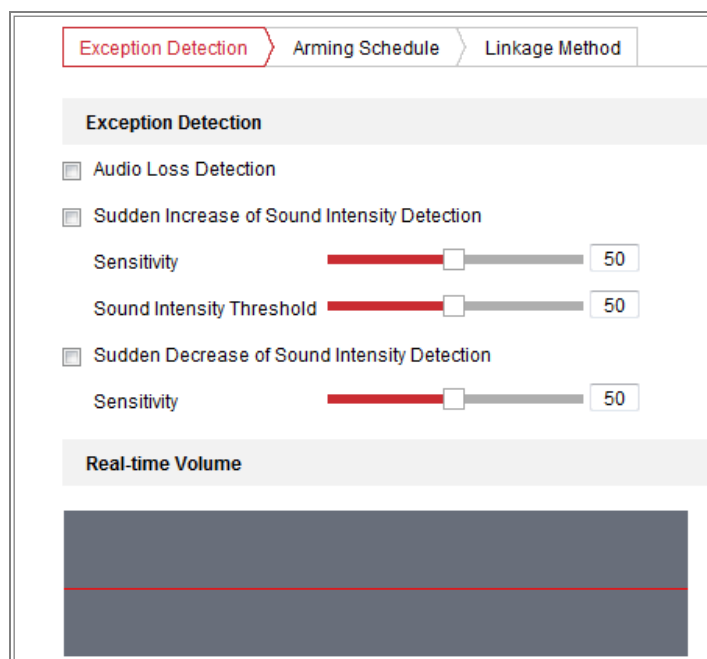 Exception Detection Arming Schedule Linkage Method
Exception Detection
Audio Loss Detection
Sudden Increase of Sound Intensity Detection
Sensitivity 50
Sound Intensity Threshold 50
Sudden Decrease of Sound Intensity Detection
Sensitivity 50
Real-time Volume